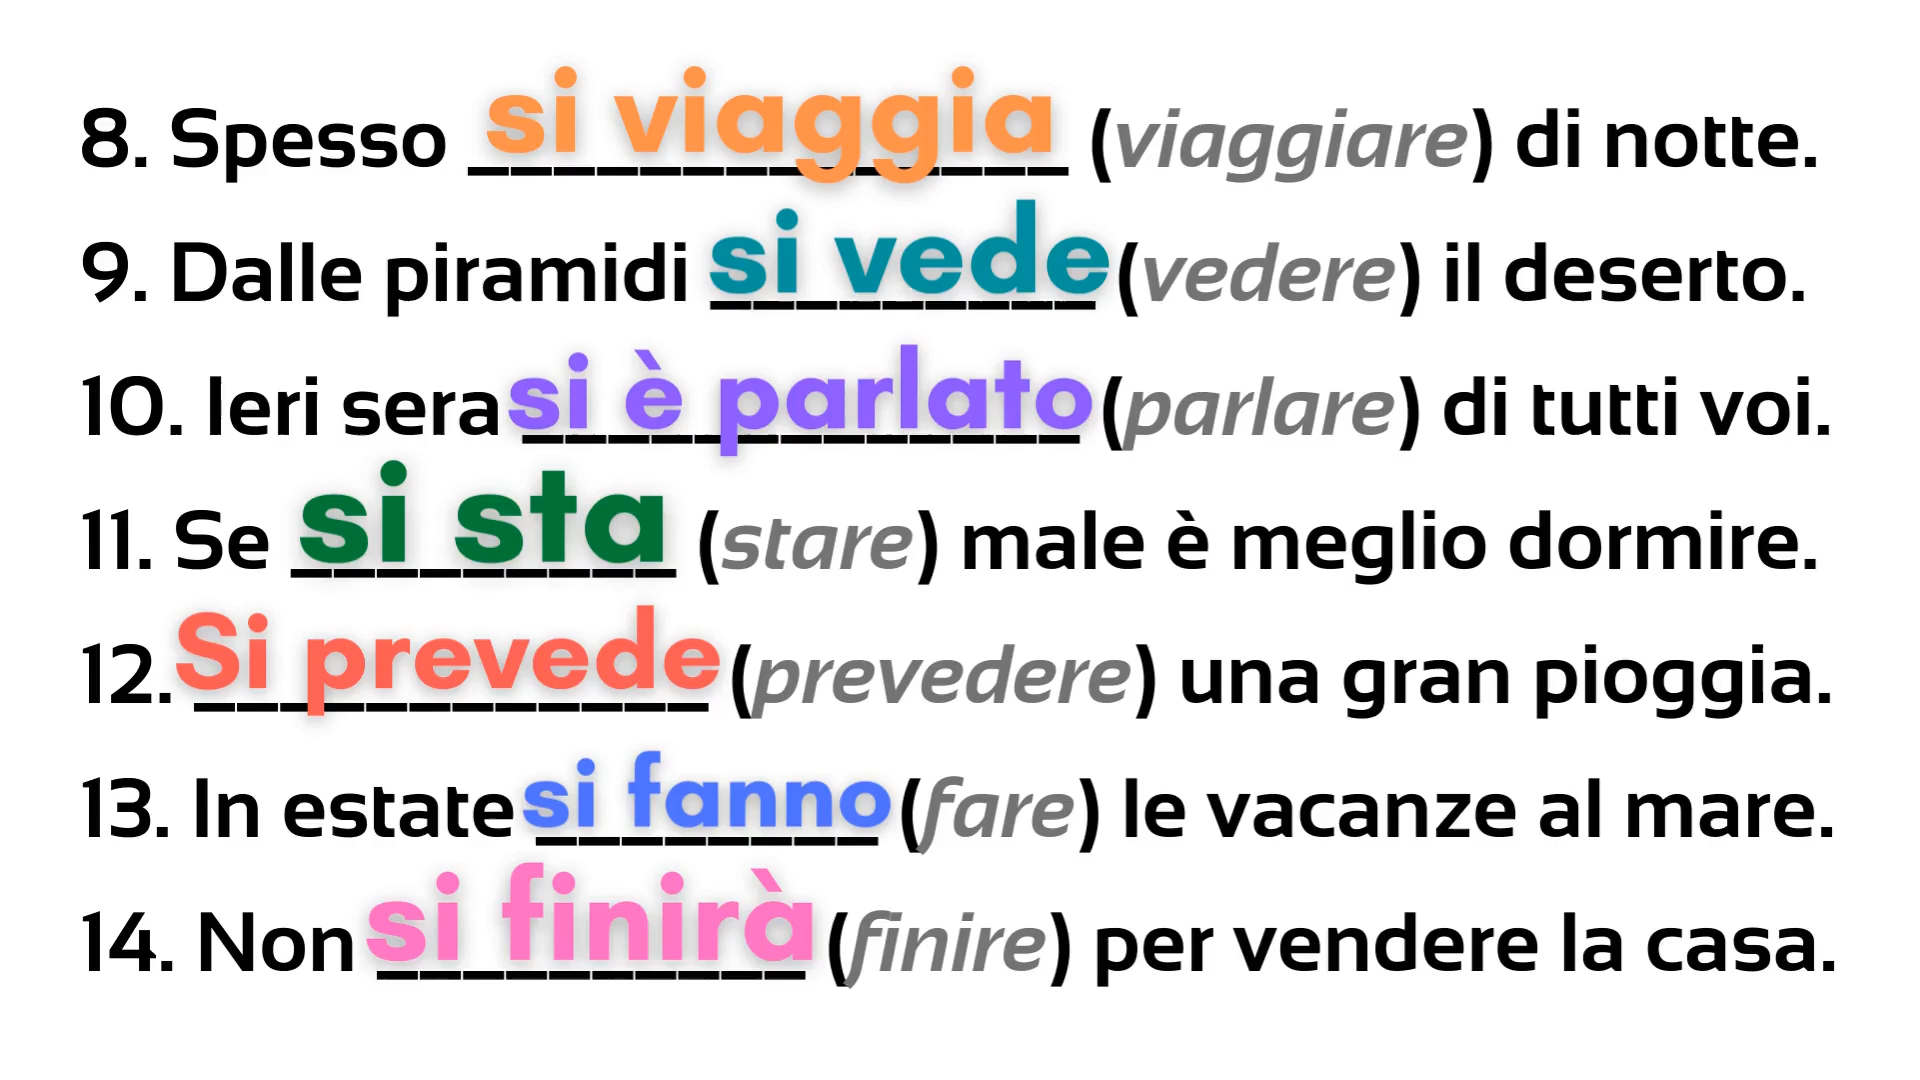 8. Spesso si viaggia (viaggiare) di notte.
9. Dalle piramidi si vede (vedere) il deserto.
10. Ieri sera si è parlato (parlare) di tutti voi.
11. Se si sta (stare) male è meglio dormire.
12. Si prevede (prevedere) una gran pioggia.
13. In estate si fanno (fare) le vacanze al mare.
14. Non si finirà (finire) per vendere la casa.